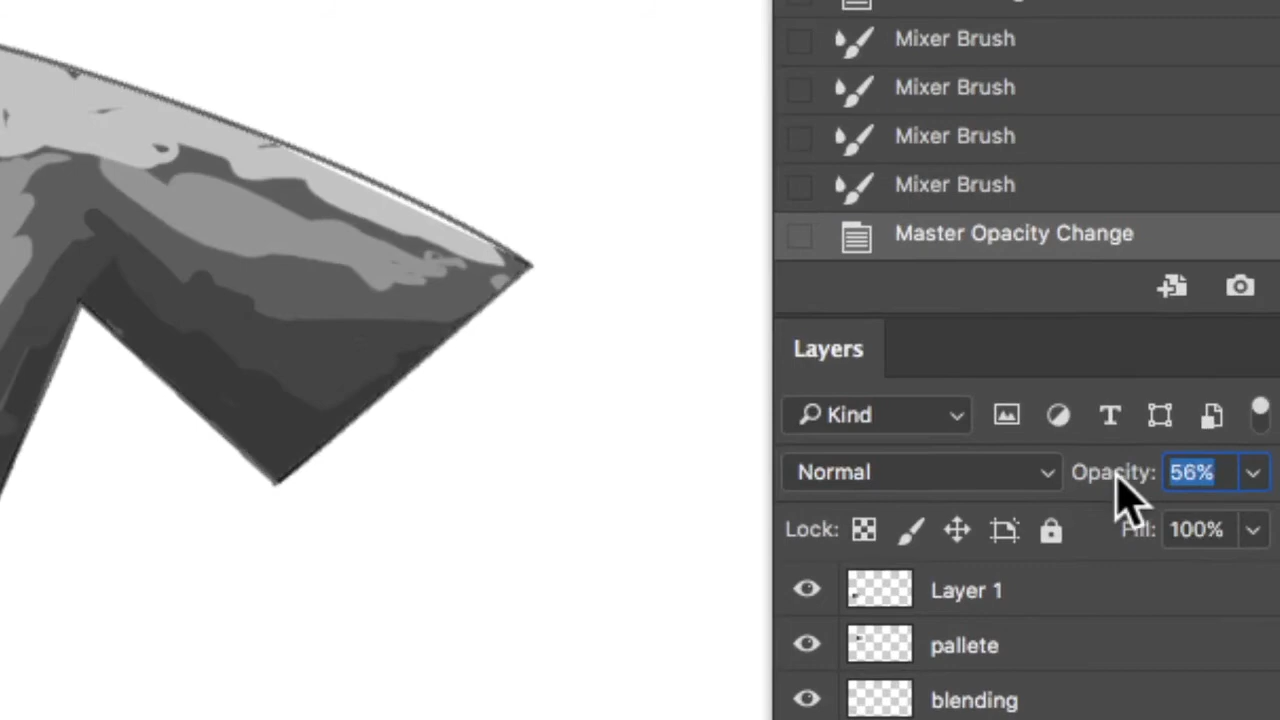 Mixer Brush
Mixer Brush
Mixer Brush
Mixer Brush
Master Opacity Change
Layers
Kind
Normal Opacity: 56%
Lock: Fill: 100%
Layer 1
pallete
blending